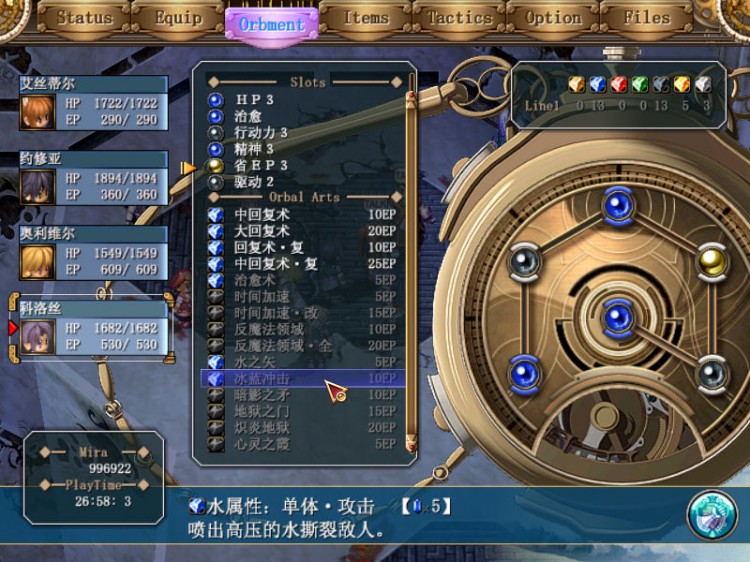 Status Equip Orbment Items Tactics Option Files
艾丝蒂尔
HP 1722/1722
EP 290/ 290
约修亚
HP 1894/1894
EP 360/ 360
奥利维尔
HP 1549/1549
EP 609/ 609
科洛丝
HP 1682/1682
EP 530/ 530
Mira
996922
PlayTime
26:58: 3
Slots
HP 3
治愈
行动力 3
精神 3
省EP 3
驱动 2
Orbal Arts
中回复术 10EP
大回复术 20EP
回复术·复 10EP
中回复术·复 25EP
治愈术 5EP
时间加速 5EP
时间加速·改 15EP
反魔法领域 10EP
反魔法领域·全 20EP
水之矢 5EP
冰蓝冲击 10EP
暗影之矛 10EP
地狱之门 15EP
炽炎地狱 20EP
心灵之霞 5EP
Line1 0 13 0 0 13 5 3
水属性：单体·攻击 【×5】
喷出高压的水撕裂敌人。